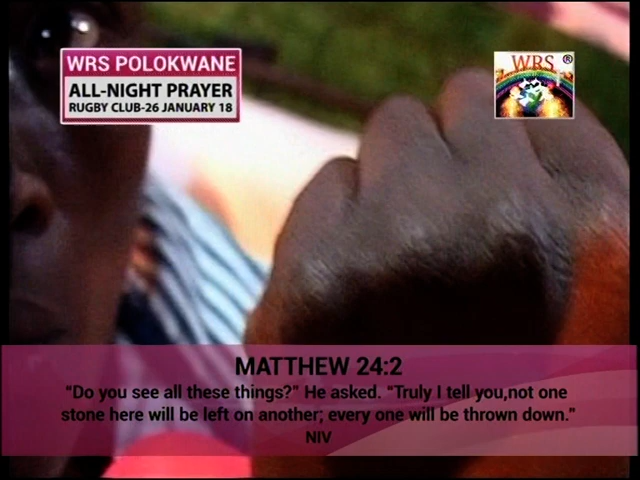 WRS POLOKWANE
ALL-NIGHT PRAYER
RUGBY CLUB-26 JANUARY 18
WRS ®
MATTHEW 24:2
“Do you see all these things?” He asked. “Truly I tell you,not one
stone here will be left on another; every one will be thrown down.”
NIV